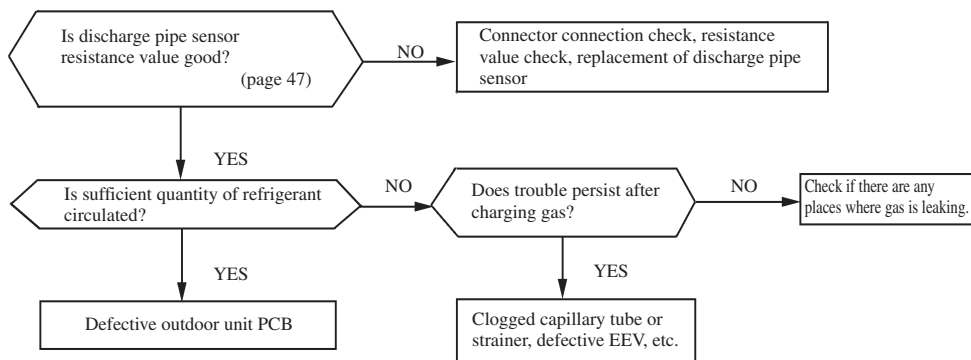 Is discharge pipe sensor
resistance value good?
(page 47)
NO
Connector connection check, resistance
value check, replacement of discharge pipe
sensor
YES
Is sufficient quantity of refrigerant
circulated?
NO
Does trouble persist after
charging gas?
NO
Check if there are any
places where gas is leaking.
YES
YES
Defective outdoor unit PCB
Clogged capillary tube or
strainer, defective EEV, etc.